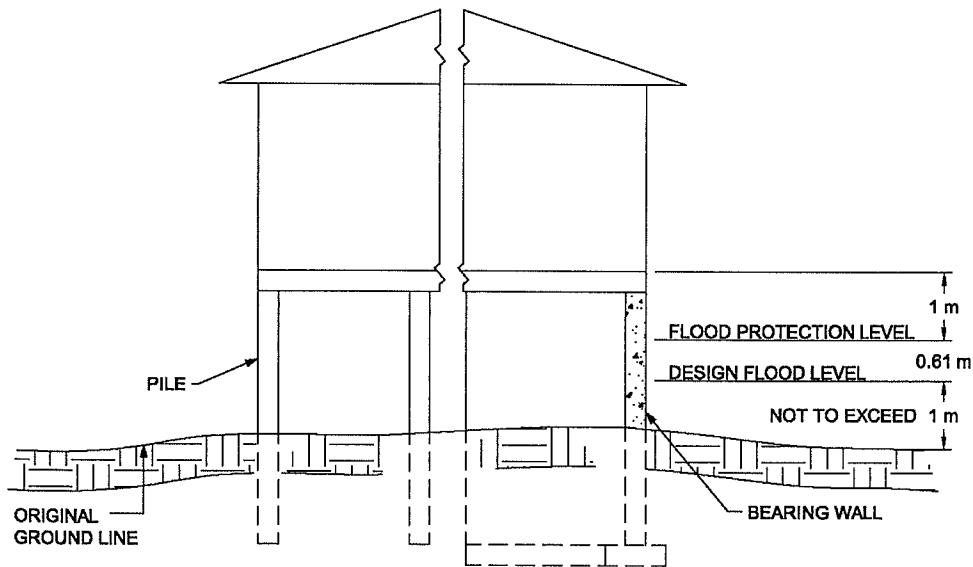 1 m
FLOOD PROTECTION LEVEL
0.61 m
DESIGN FLOOD LEVEL
PILE
NOT TO EXCEED 1 m
ORIGINAL
GROUND LINE
BEARING WALL